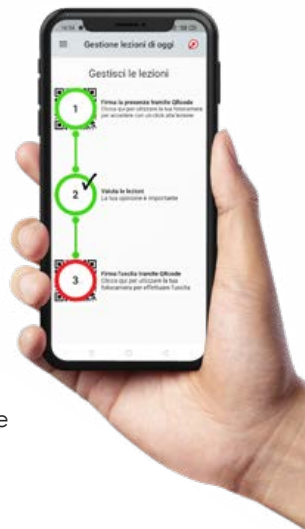 Gestione lezioni di oggi
Gestisci le lezioni
1
Firma la presenza tramite QRcode
Clicca qui per utilizzare la tua fotocamera
per accedere con un click alla lezione
2
Valuta le lezioni
La tua opinione è importante
3
Firma l'uscita tramite QRcode
Clicca qui per utilizzare la tua
fotocamera per effettuare l'uscita
e